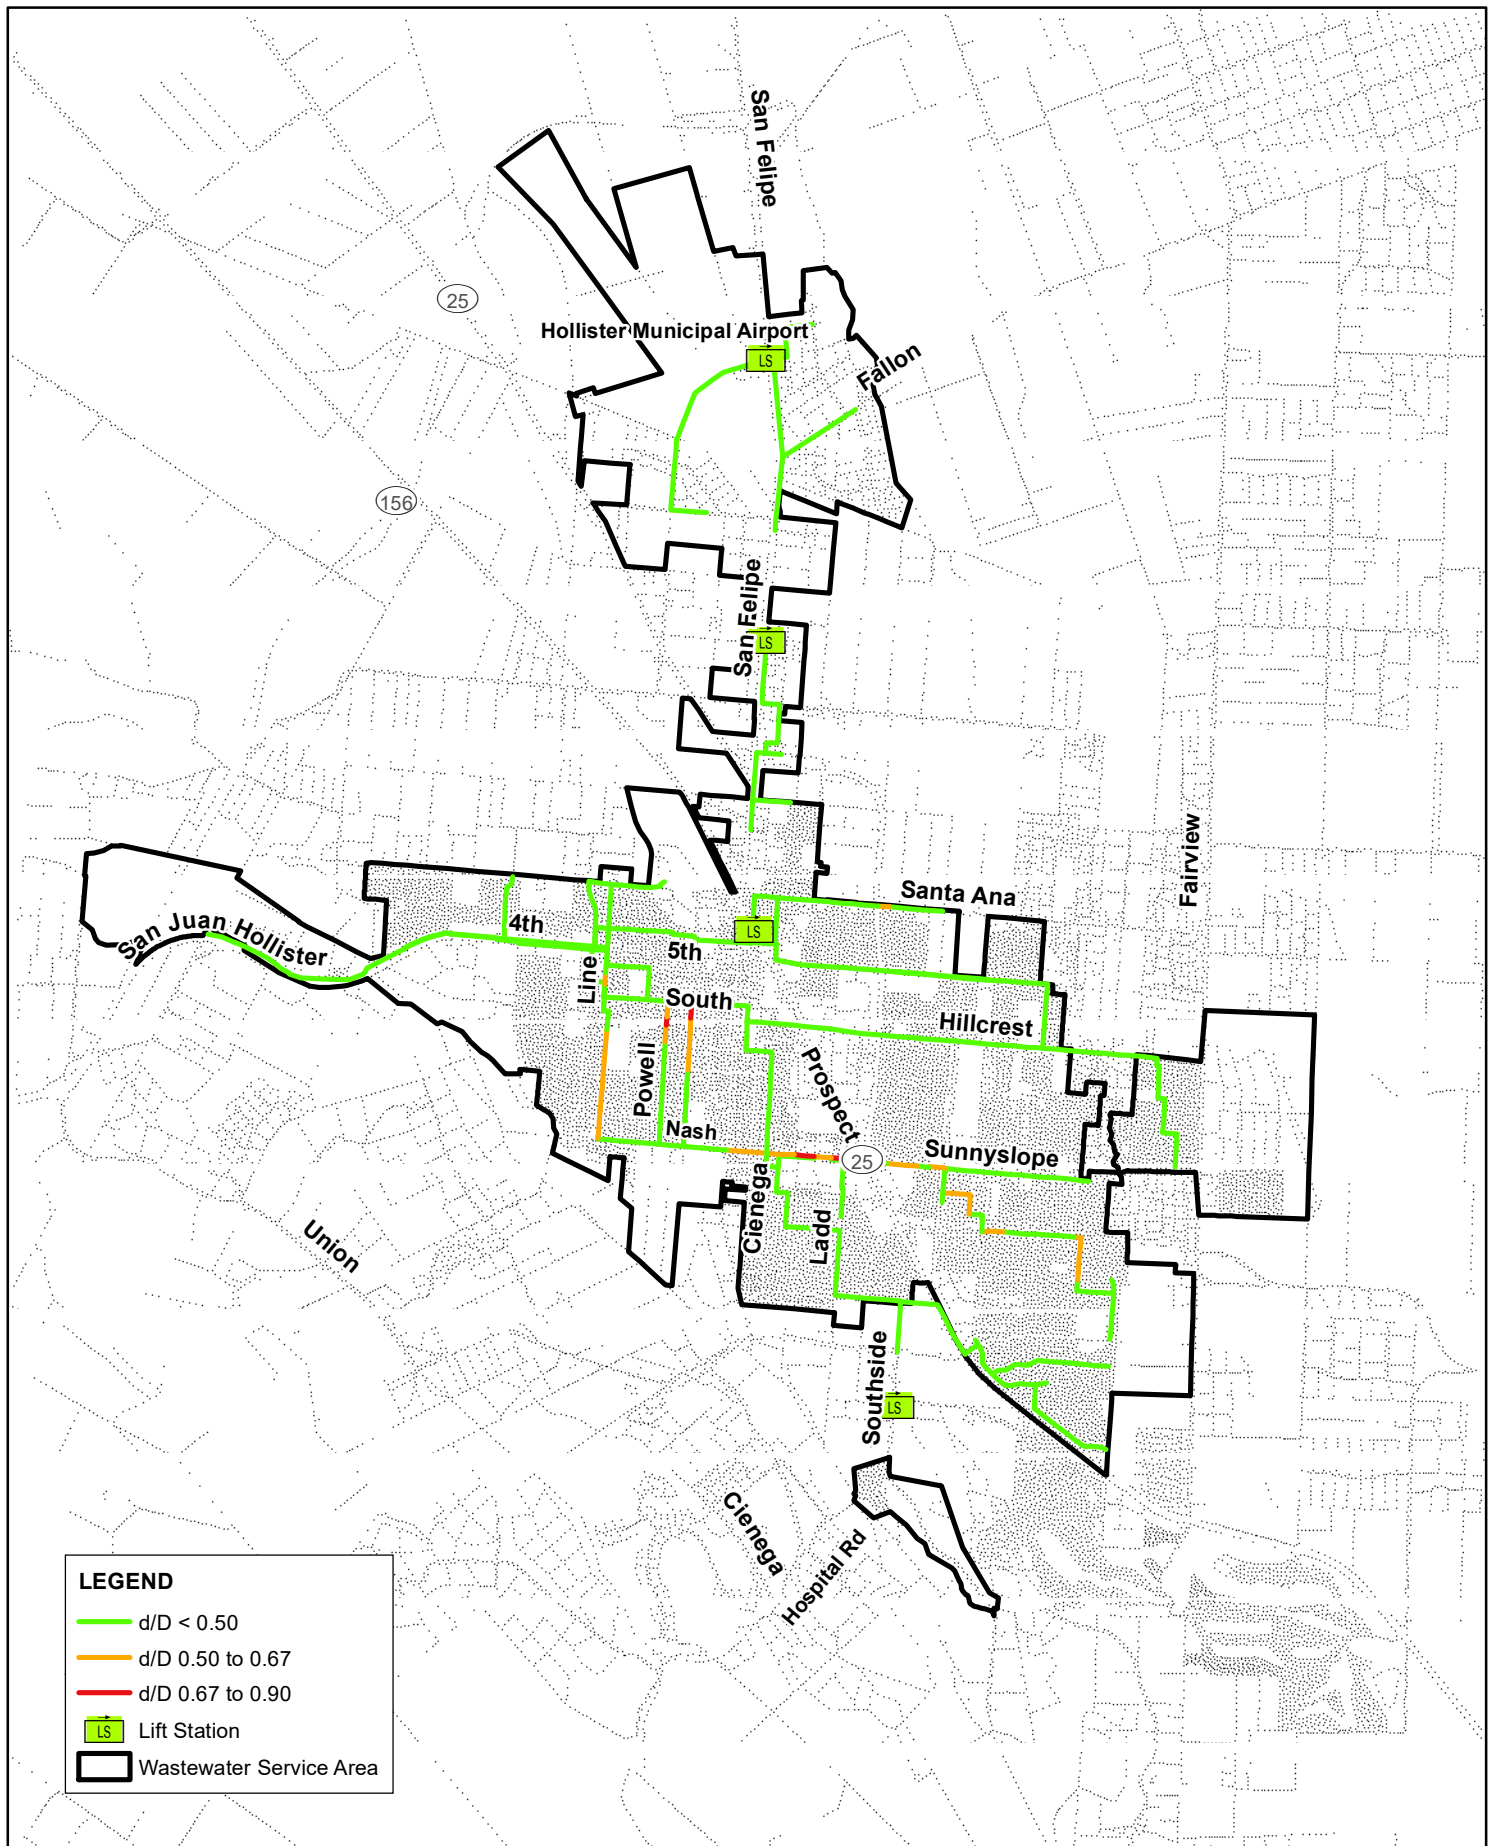 San Felipe
25
Hollister Municipal Airport
LS
Fallon
156
San Felipe
LS
Fairview
Santa Ana
4th
San Juan Hollister
LS
5th
Line
South
Hillcrest
Prospect
Powell
Nash
25
Sunnyslope
Cienega
Ladd
Union
Southside
LS
Cienega
Hospital Rd
LEGEND
d/D < 0.50
d/D 0.50 to 0.67
d/D 0.67 to 0.90
LS Lift Station
Wastewater Service Area